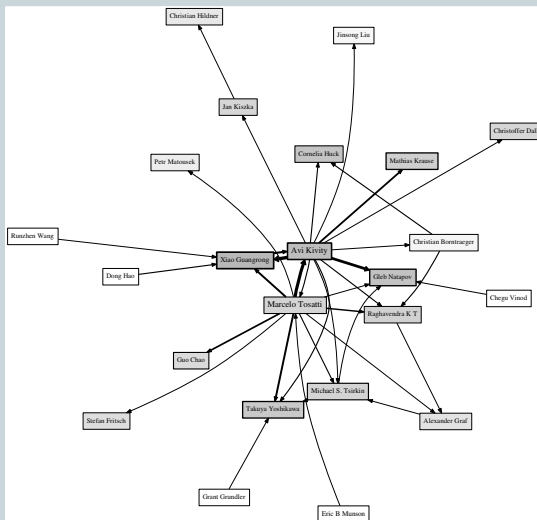 Christian Hildner
Jinsong Liu
Jan Kiszka
Christoffer Dall
Cornelia Huck
Mathias Krause
Petr Matousek
Runzhen Wang
Christian Borntraeger
Avi Kivity
Xiao Guangrong
Dong Hao
Gleb Natapov
Chegu Vinod
Marcelo Tosatti
Raghavendra K T
Guo Chao
Michael S. Tsirkin
Takuya Yoshikawa
Stefan Fritsch
Alexander Graf
Grant Grundler
Eric B Munson